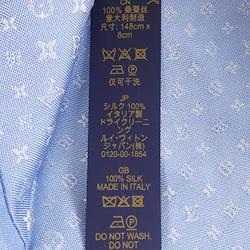 CN
100% 桑蚕丝
意大利制造
尺寸: 148cm x
8cm
仅可干洗
JP
シルク 100%
イタリア製
ドライクリーニ
ング
ルイ・ヴィトン
ジャパン(株)
0120-00-1854
GB
100% SILK
MADE IN ITALY
DO NOT WASH.
DO NOT